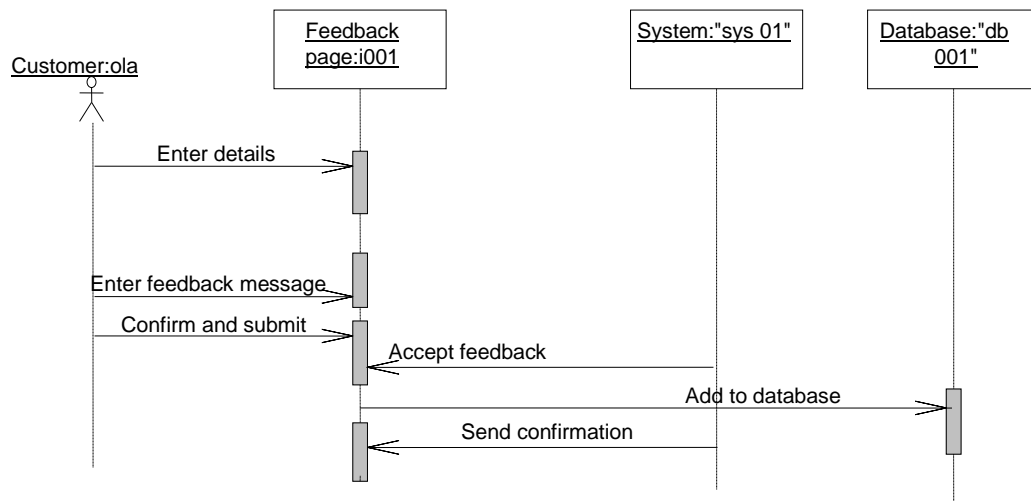 Customer:ola
Feedback
page:i001
System:"sys 01"
Database:"db
001"
Enter details
Enter feedback message
Confirm and submit
Accept feedback
Add to database
Send confirmation